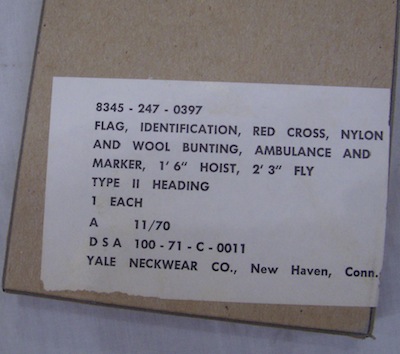 8345 - 247 - 0397
FLAG, IDENTIFICATION, RED CROSS, NYLON
AND WOOL BUNTING, AMBULANCE AND
MARKER, 1' 6" HOIST, 2' 3" FLY
TYPE II HEADING
1 EACH
A 11/70
D S A 100 - 71 - C - 0011
YALE NECKWEAR CO., New Haven, Conn.